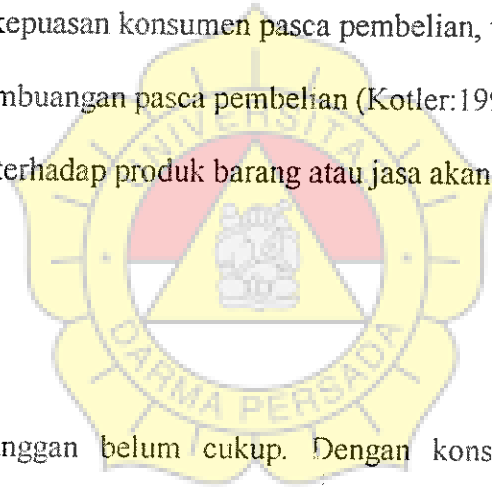 kepuasan konsumen pasca pembelian,
mbuangan pasca pembelian (Kotler:199
terhadap produk barang atau jasa akan
UNIVERSITA
DARMA PERSADA
nggan belum cukup. Dengan kons